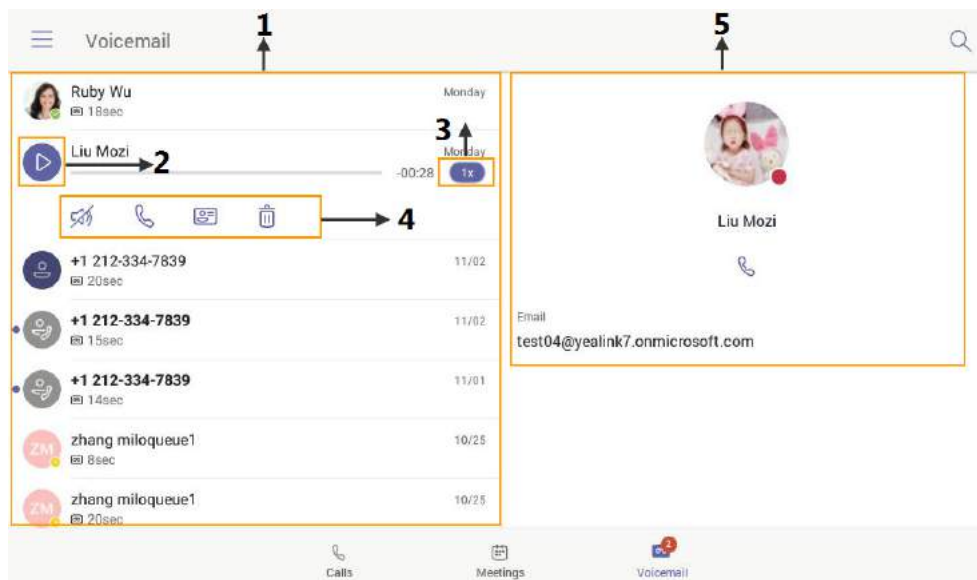 1
5
Voicemail
Ruby Wu
Monday
18sec
3
Liu Mozi
Monday
2
-00:28
1x
4
+1 212-334-7839
11/02
20sec
+1 212-334-7839
11/02
15sec
+1 212-334-7839
11/01
14sec
ZM
zhang miloqueue1
10/25
8sec
ZM
zhang miloqueue1
10/25
20sec
Liu Mozi
Email
test04@yealink7.onmicrosoft.com
2
Calls
Meetings
Voicemail